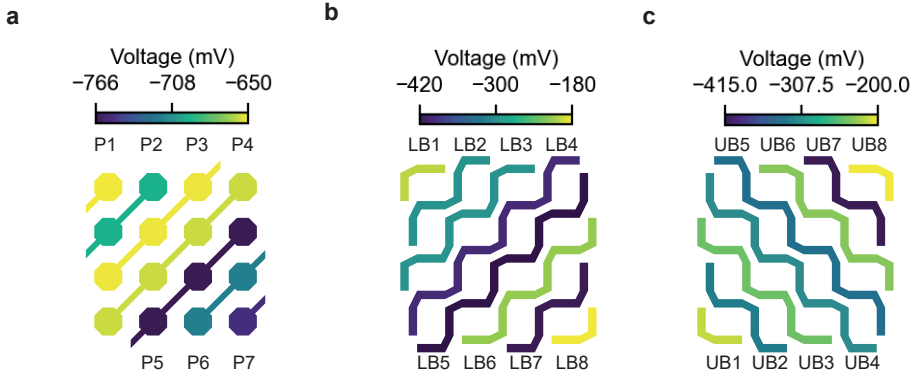 a
Voltage (mV)
−766 −708 −650
P1 P2 P3 P4
P5 P6 P7
b
Voltage (mV)
−420 −300 −180
LB1 LB2 LB3 LB4
LB5 LB6 LB7 LB8
c
Voltage (mV)
−415.0 −307.5 −200.0
UB5 UB6 UB7 UB8
UB1 UB2 UB3 UB4